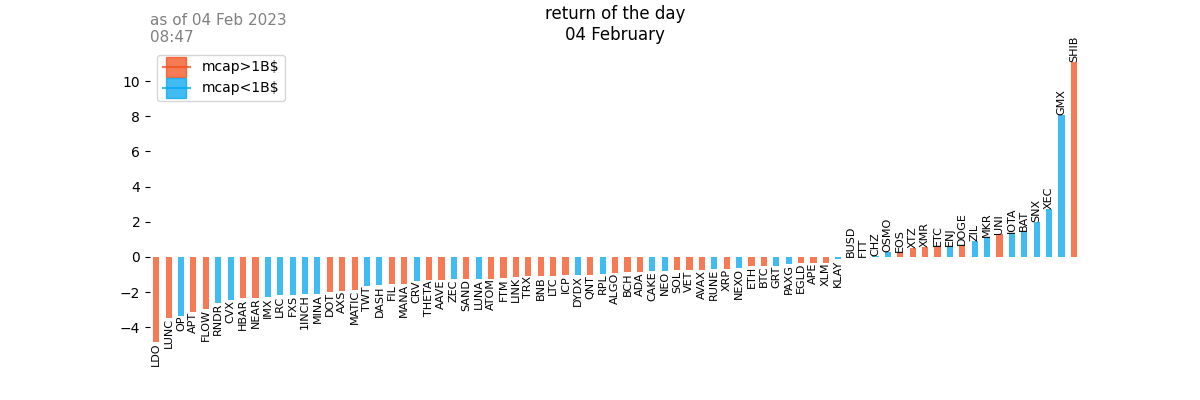 as of 04 Feb 2023
08:47
return of the day
04 February
mcap>1B$
mcap<1B$
10
8
6
4
2
0
−2
−4
LDO
LUNC
OP
APT
FLOW
RNDR
CVX
HBAR
NEAR
IMX
LRC
FXS
1INCH
MINA
DOT
AXS
MATIC
TWT
DASH
FIL
MANA
CRV
THETA
AAVE
ZEC
SAND
LUNA
ATOM
FTM
LINK
TRX
BNB
LTC
ICP
DYDX
QNT
RPL
ALGO
BCH
ADA
CAKE
NEO
SOL
VET
AVAX
RUNE
XRP
NEXO
ETH
BTC
GRT
PAXG
EGLD
APE
XLM
KLAY
BUSD
FTT
CHZ
OSMO
EOS
XTZ
XMR
ETC
ENJ
DOGE
ZIL
MKR
UNI
IOTA
BAT
SNX
XEC
GMX
SHIB